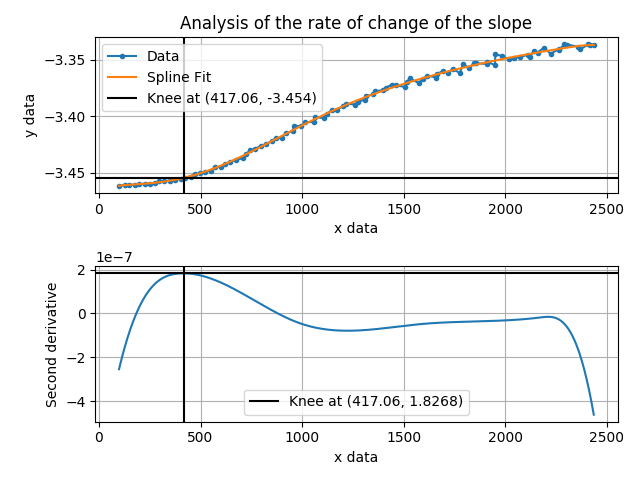 Analysis of the rate of change of the slope
Data
Spline Fit
Knee at (417.06, -3.454)
−3.35
−3.40
−3.45
y data
0
500
1000
1500
2000
2500
x data
1e−7
2
0
−2
−4
Second derivative
Knee at (417.06, 1.8268)
0
500
1000
1500
2000
2500
x data